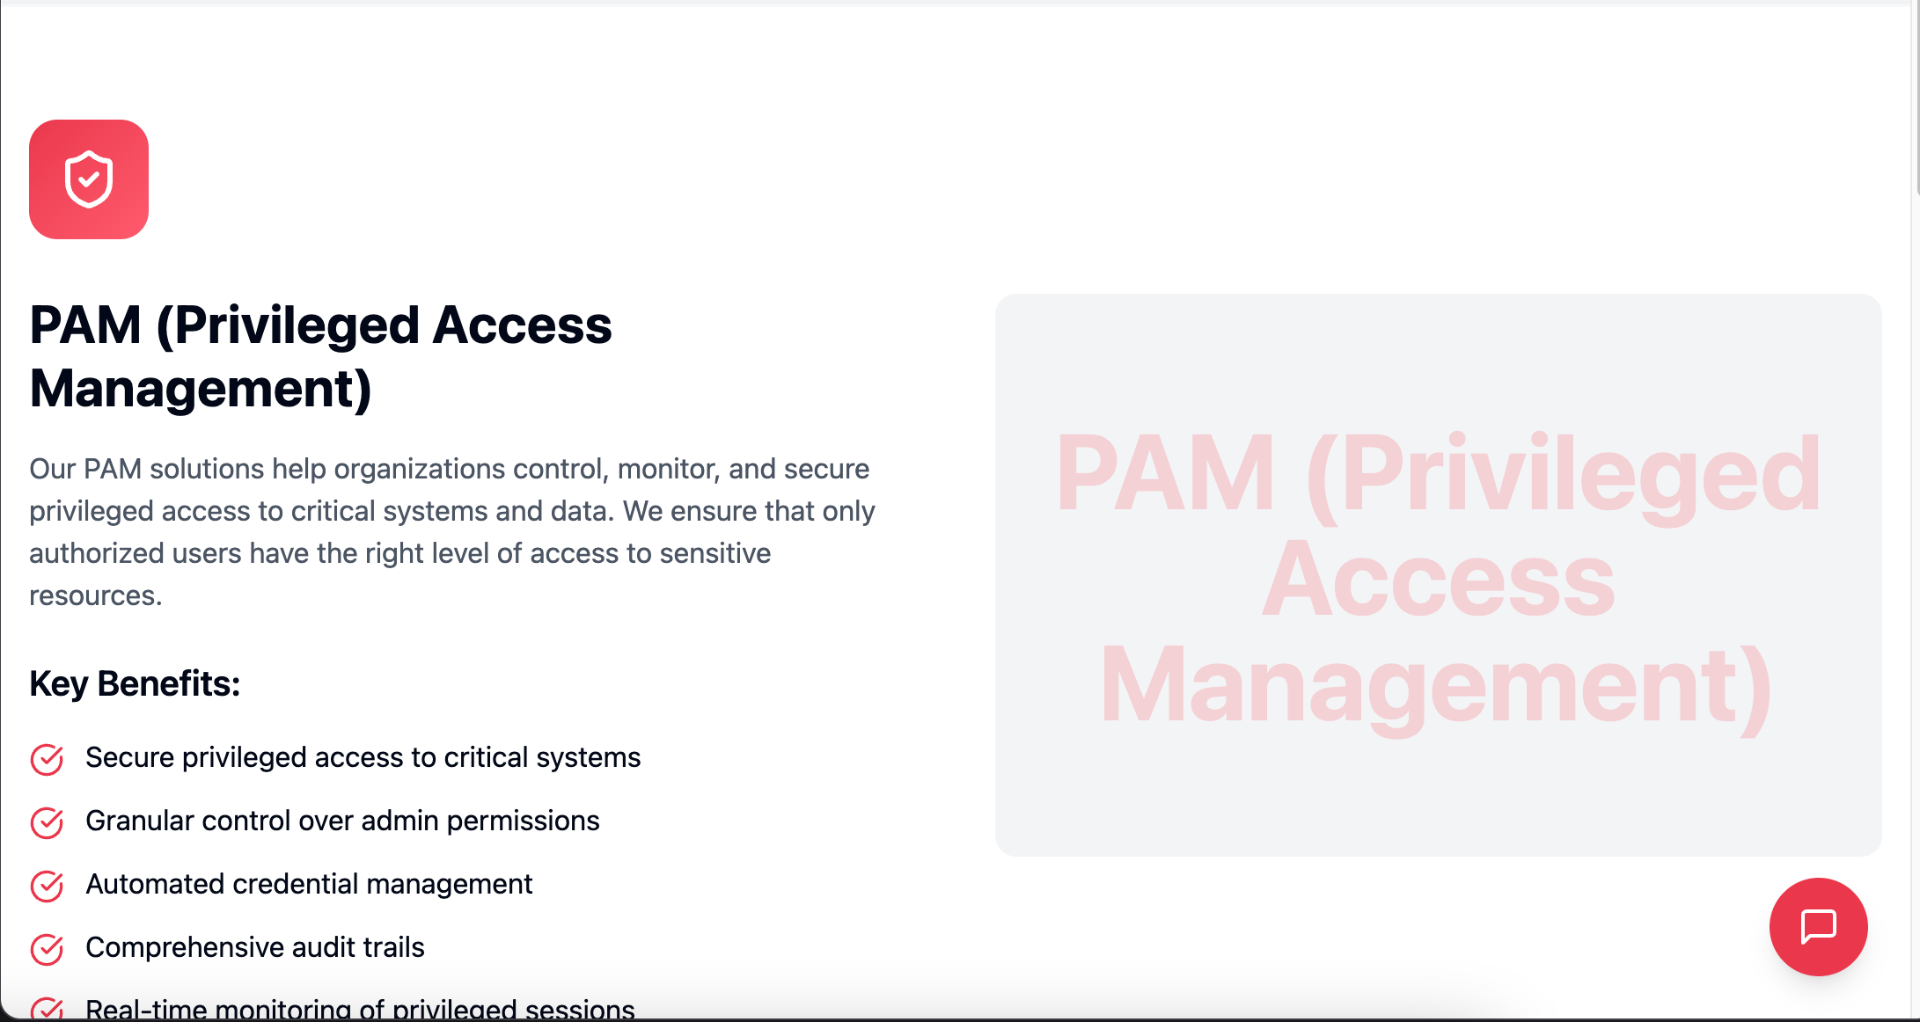 PAM (Privileged Access
Management)
Our PAM solutions help organizations control, monitor, and secure
privileged access to critical systems and data. We ensure that only
authorized users have the right level of access to sensitive
resources.
Key Benefits:
Secure privileged access to critical systems
Granular control over admin permissions
Automated credential management
Comprehensive audit trails
Real-time monitoring of privileged sessions
PAM (Privileged
Access
Management)